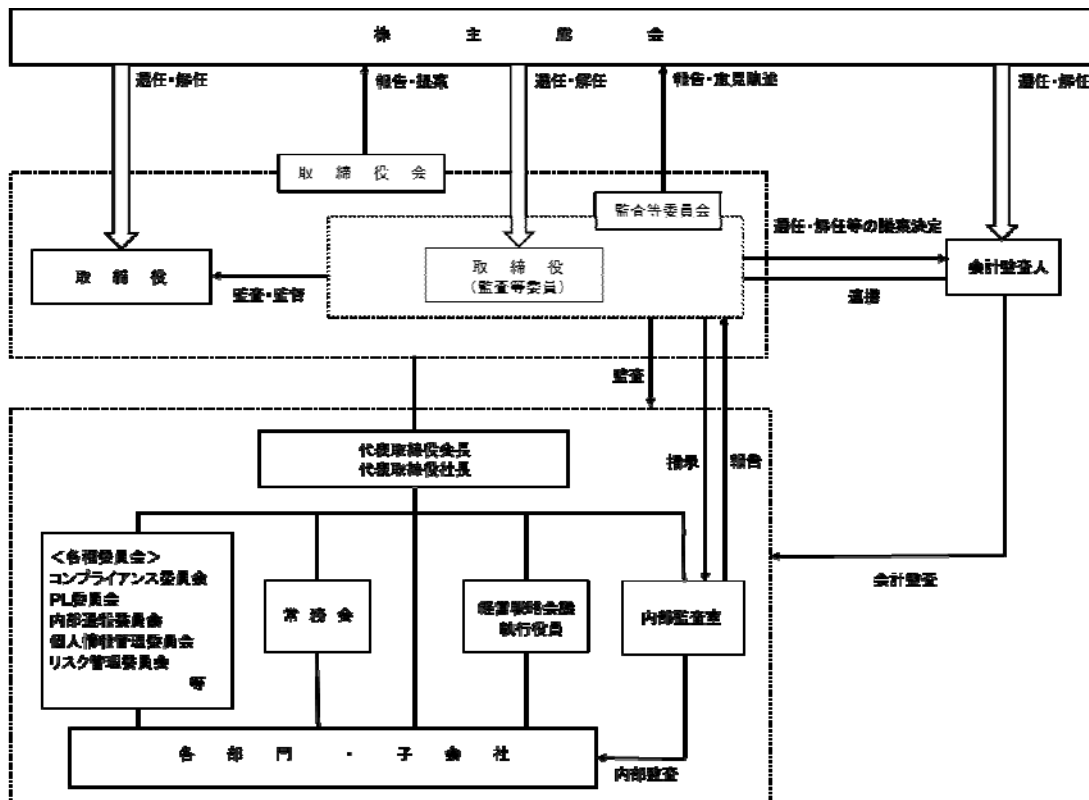 株主総会
選任・解任
報告・提案
選任・解任
報告・意見陳述
選任・解任
取締役会
監査等委員会
選任・解任等の議案決定
取締役
監査・監督
取締役
(監査等委員)
会計監査人
連携
監査
代表取締役会長
代表取締役社長
指示
報告
<各種委員会>
コンプライアンス委員会
PL委員会
内部通報委員会
個人情報管理委員会
リスク管理委員会
等
常務会
経営戦略会議
執行役員
内部監査室
会計監査
各部門・子会社
内部監査